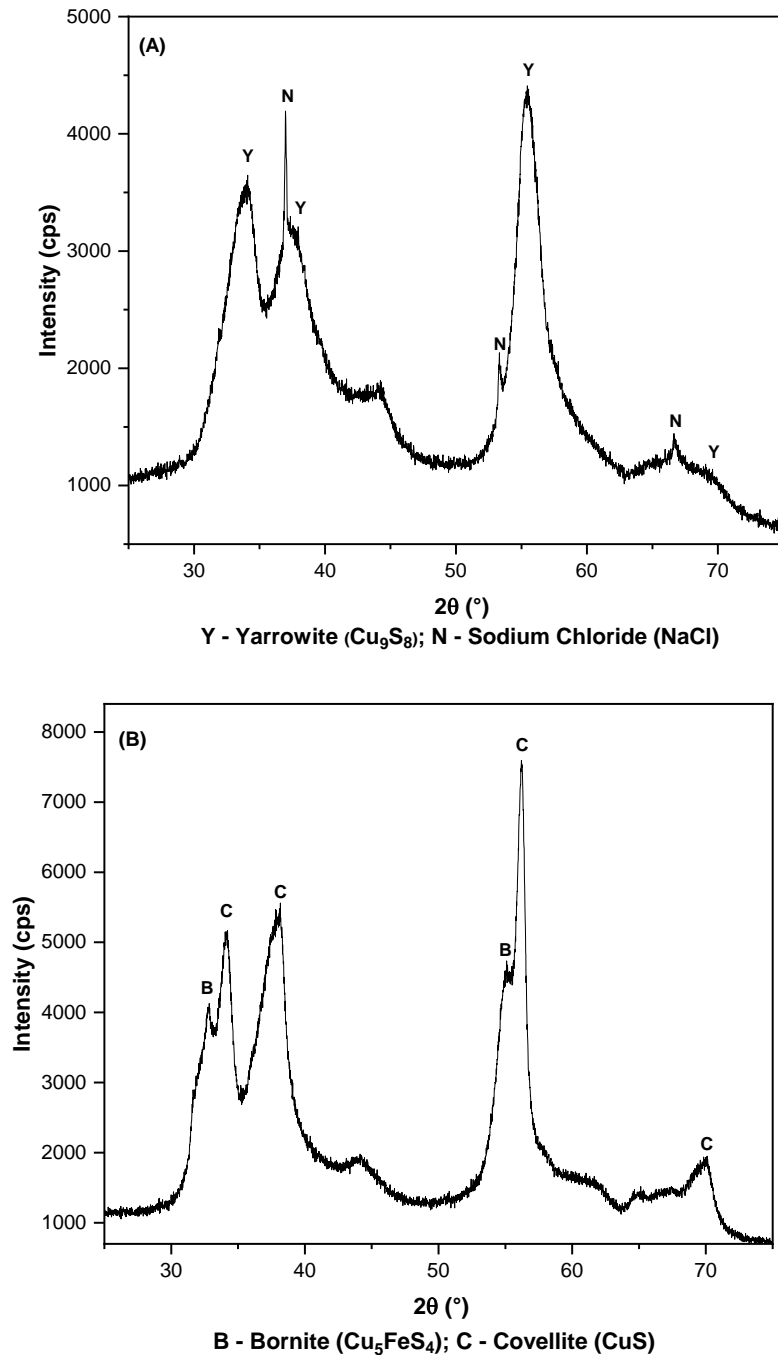 (A)
5000
4000
3000
2000
1000
Intensity (cps)
Y
N
Y
N
Y
N
Y
30 40 50 60 70
2θ (°)
Y - Yarrowite (Cu₉S₈); N - Sodium Chloride (NaCl)
(B)
8000
7000
6000
5000
4000
3000
2000
1000
Intensity (cps)
B
C
C
B
C
C
30 40 50 60 70
2θ (°)
B - Bornite (Cu₅FeS₄); C - Covellite (CuS)